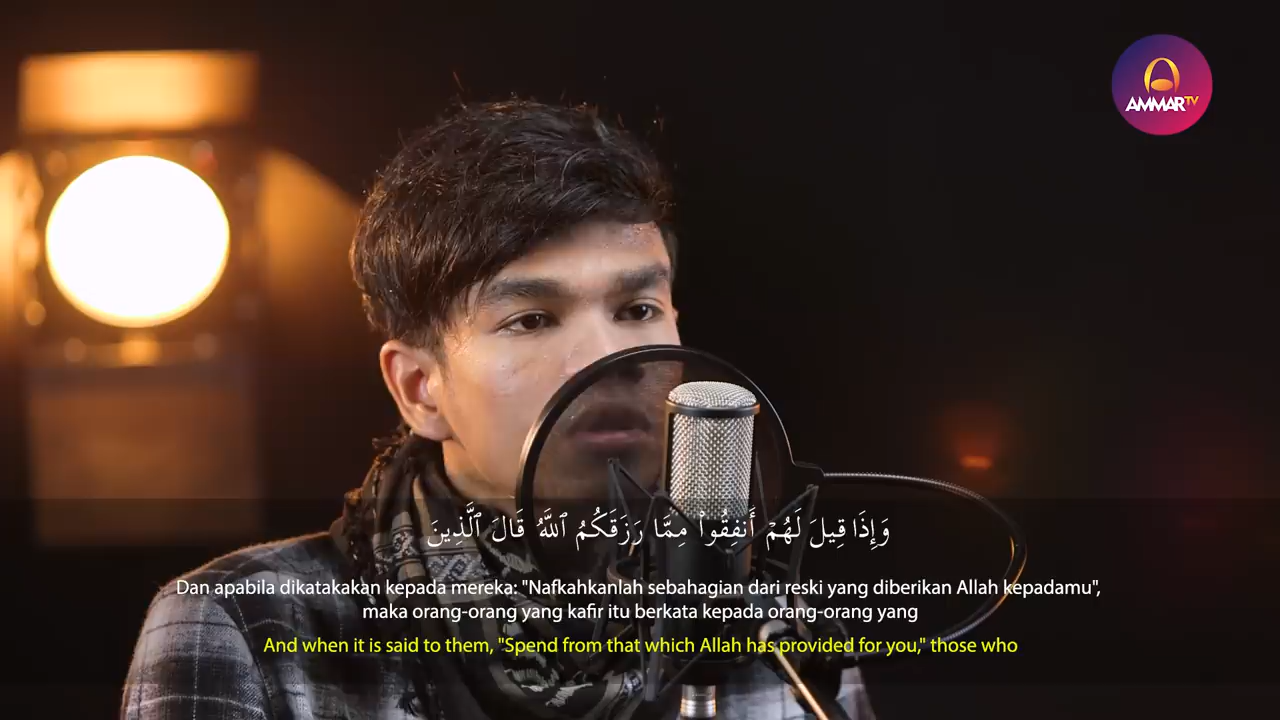 AMMARTV
وَإِذَا قِيلَ لَهُمْ أَنفِقُوا۟ مِمَّا رَزَقَكُمُ ٱللَّهُ قَالَ ٱلَّذِينَ
Dan apabila dikatakakan kepada mereka: "Nafkahkanlah sebahagian dari reski yang diberikan Allah kepadamu",
maka orang-orang yang kafir itu berkata kepada orang-orang yang
And when it is said to them, "Spend from that which Allah has provided for you," those who